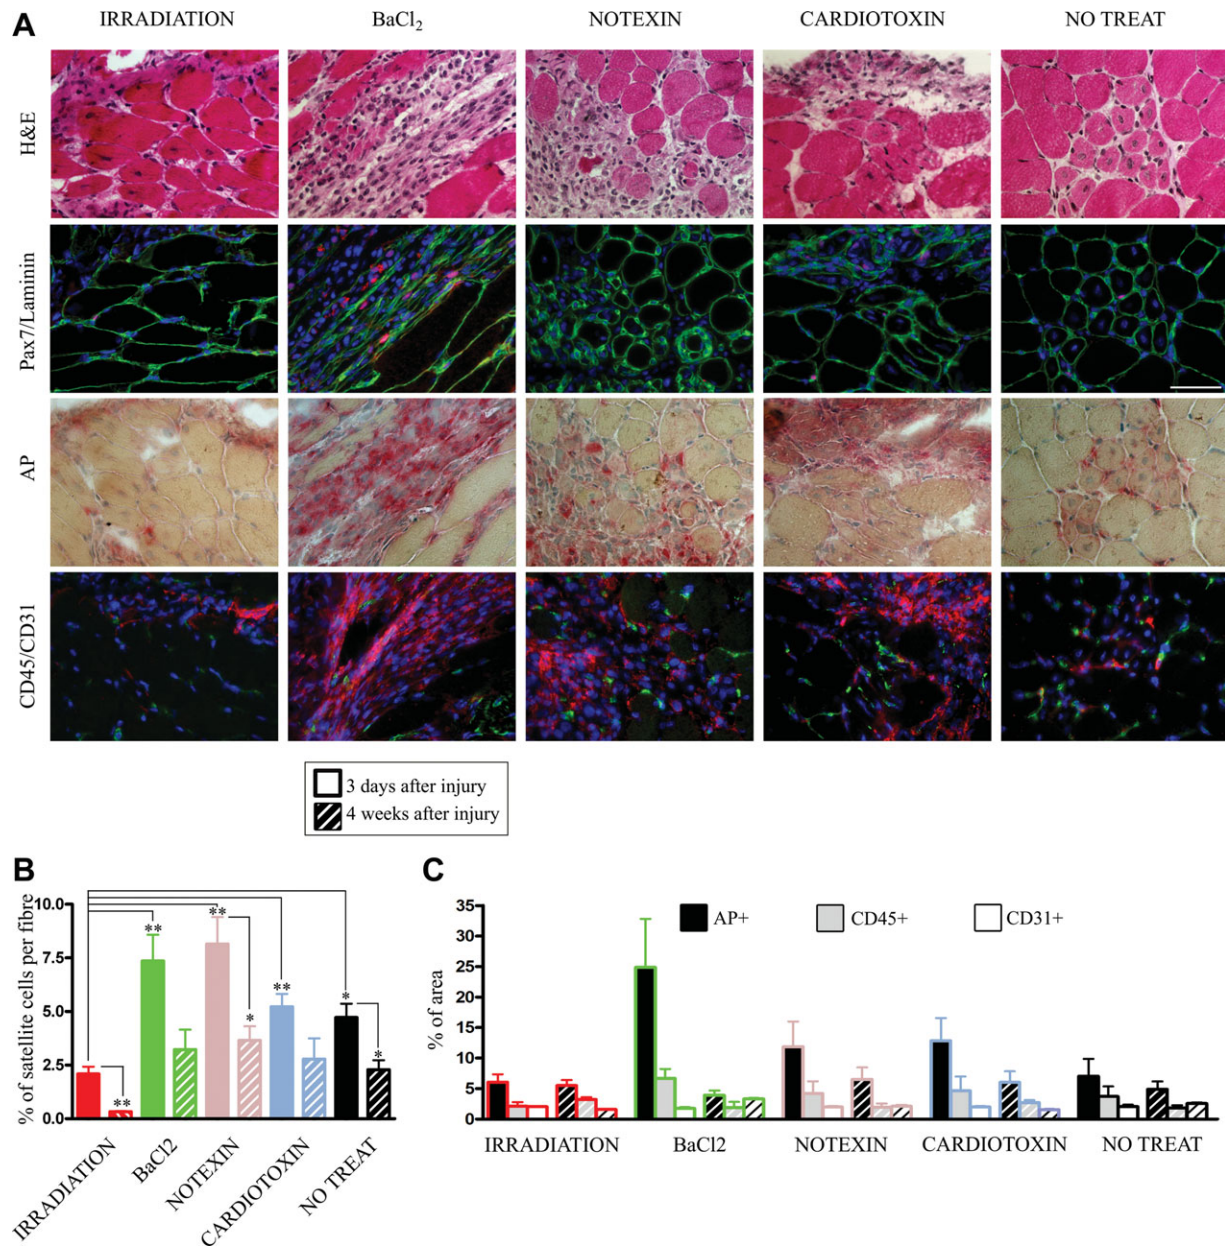 A
IRRADIATION BaCl2 NOTEXIN CARDIOTOXIN NO TREAT
H&E
Pax7/Laminin
AP
CD45/CD31
3 days after injury
4 weeks after injury
B
% of satellite cells per fibre
10.0
7.5
5.0
2.5
0.0
** ** ** * ** * *
IRRADIATION
BaCl2
NOTEXIN
CARDIOTOXIN
NO TREAT
C
% of area
35
30
25
20
15
10
5
0
AP+ CD45+ CD31+
IRRADIATION BaCl2 NOTEXIN CARDIOTOXIN NO TREAT